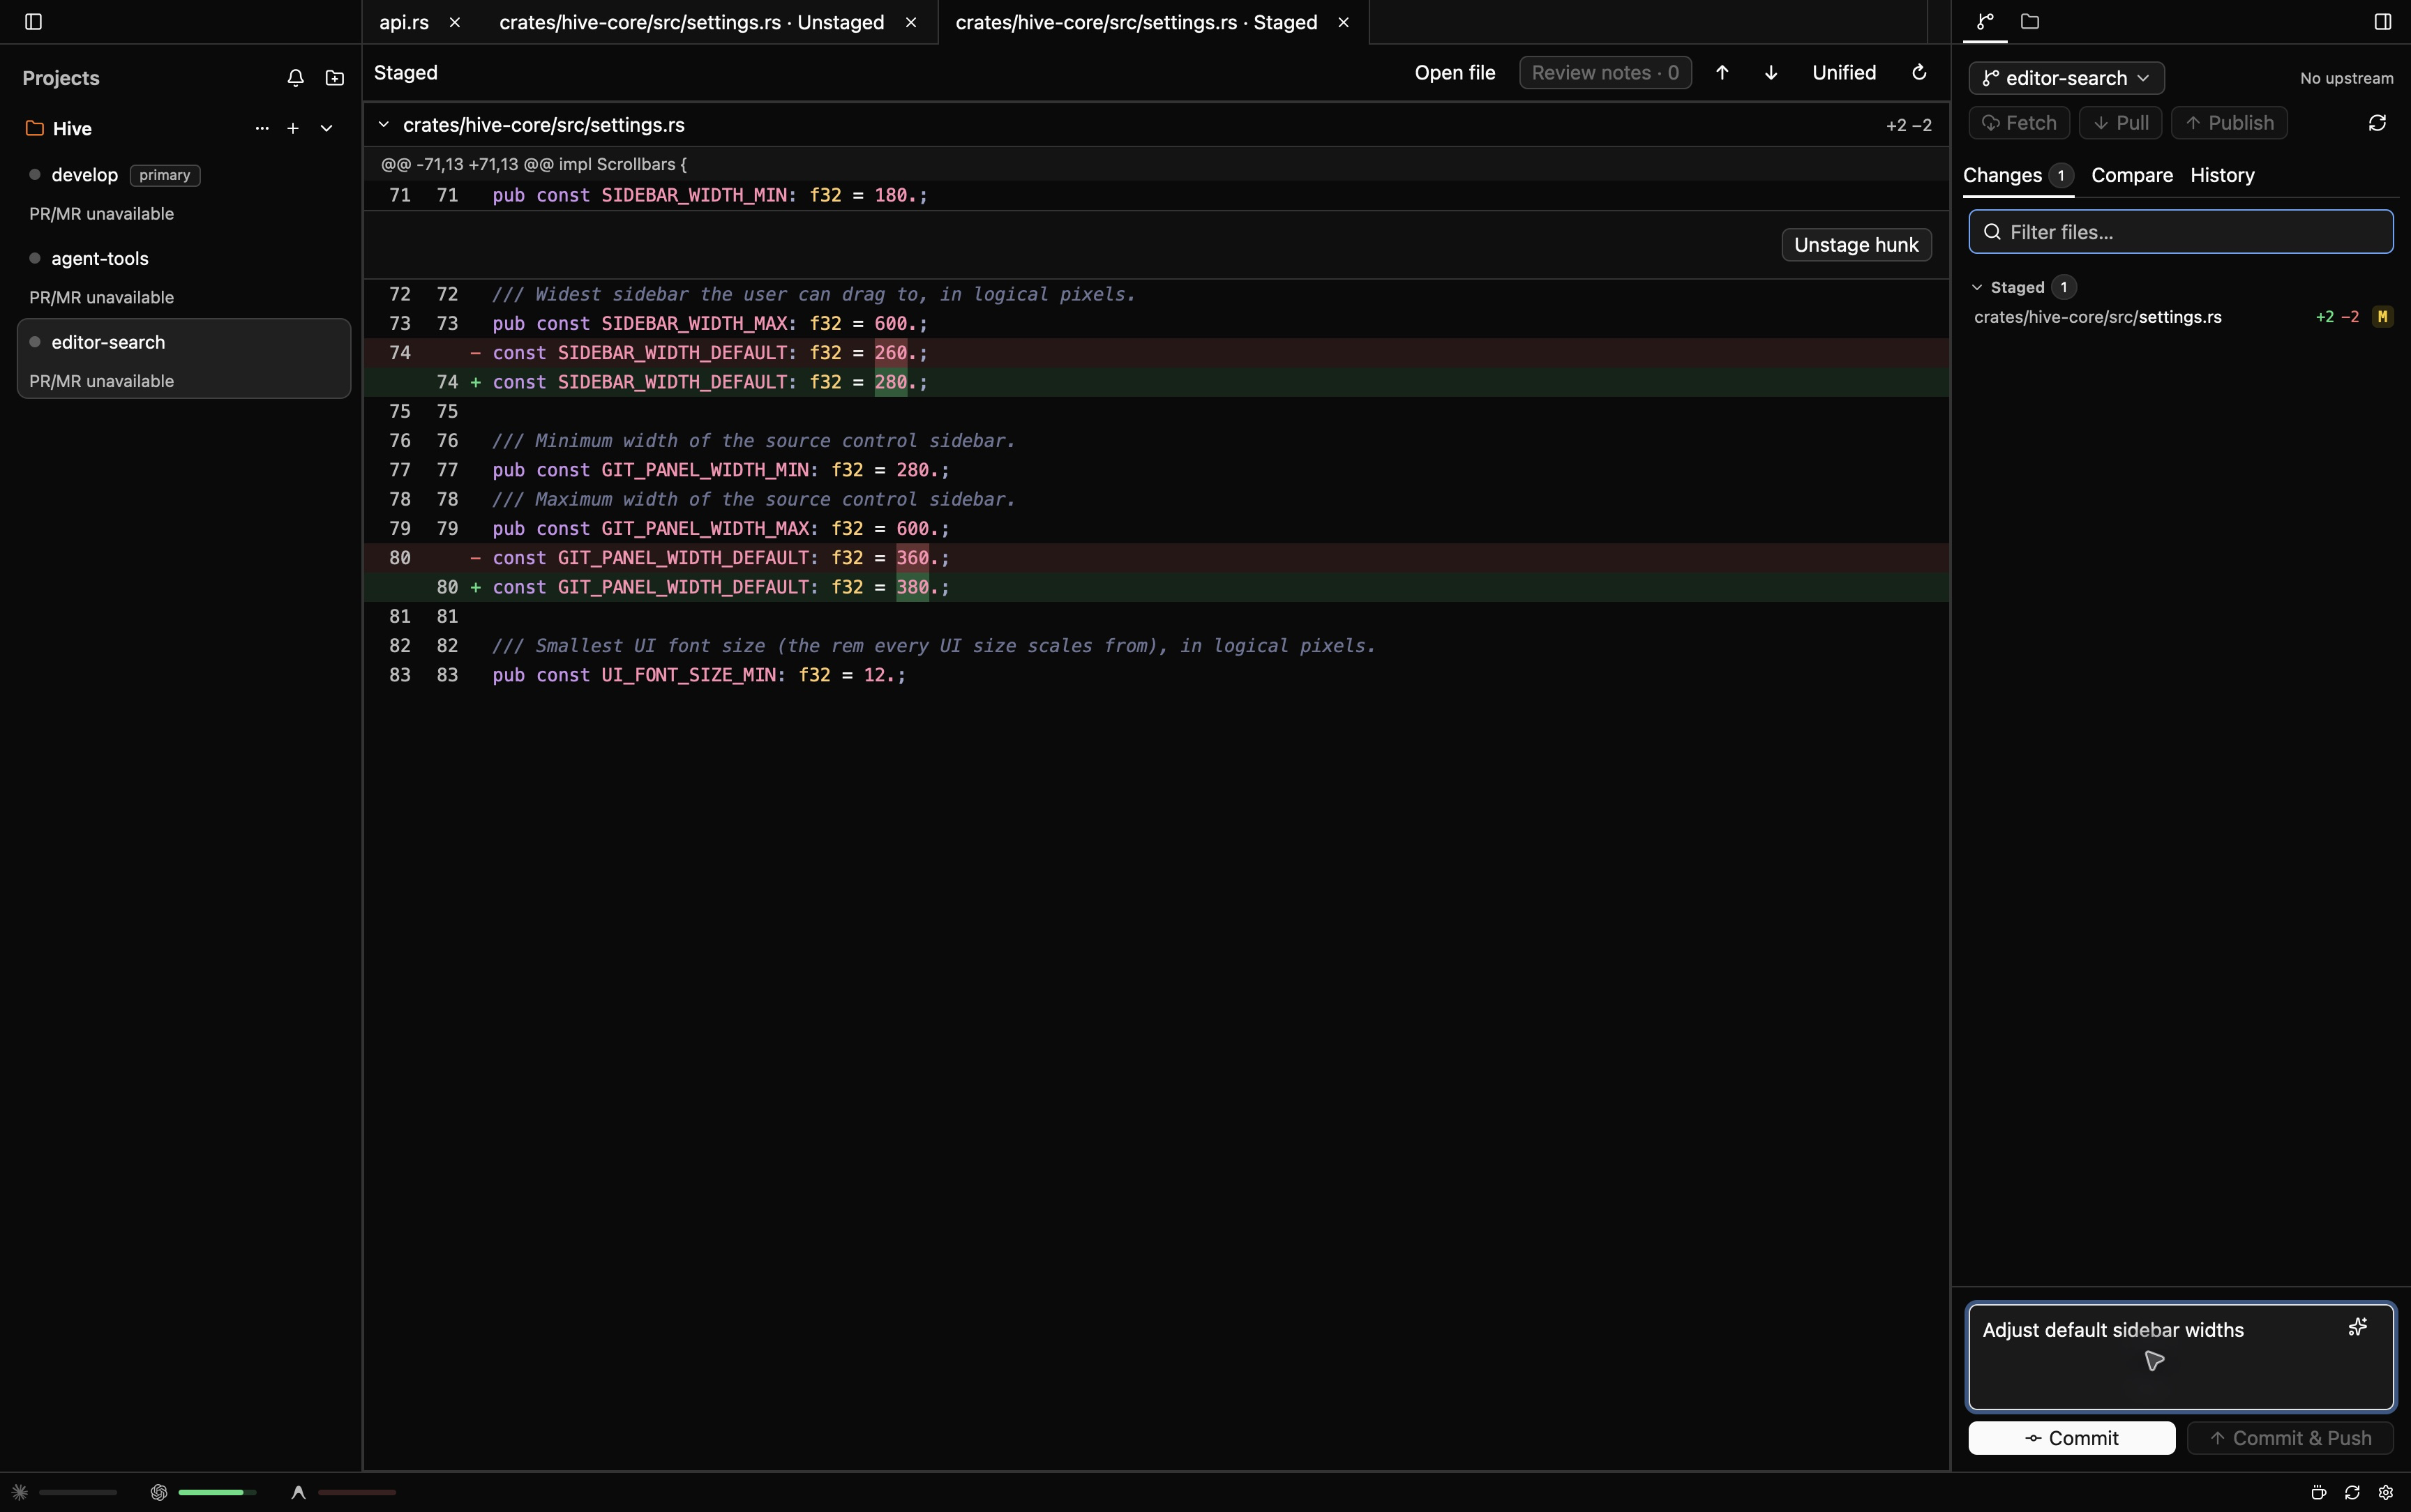 api.rs
crates/hive-core/src/settings.rs · Unstaged
crates/hive-core/src/settings.rs · Staged
Projects
Hive
develop primary
PR/MR unavailable
agent-tools
PR/MR unavailable
editor-search
PR/MR unavailable
Staged
Open file
Review notes · 0
Unified
crates/hive-core/src/settings.rs
+2 −2
@@ -71,13 +71,13 @@ impl Scrollbars {
71 71 pub const SIDEBAR_WIDTH_MIN: f32 = 180.;
Unstage hunk
72 72 /// Widest sidebar the user can drag to, in logical pixels.
73 73 pub const SIDEBAR_WIDTH_MAX: f32 = 600.;
74 − const SIDEBAR_WIDTH_DEFAULT: f32 = 260.;
74 + const SIDEBAR_WIDTH_DEFAULT: f32 = 280.;
75 75
76 76 /// Minimum width of the source control sidebar.
77 77 pub const GIT_PANEL_WIDTH_MIN: f32 = 280.;
78 78 /// Maximum width of the source control sidebar.
79 79 pub const GIT_PANEL_WIDTH_MAX: f32 = 600.;
80 − const GIT_PANEL_WIDTH_DEFAULT: f32 = 360.;
80 + const GIT_PANEL_WIDTH_DEFAULT: f32 = 380.;
81 81
82 82 /// Smallest UI font size (the rem every UI size scales from), in logical pixels.
83 83 pub const UI_FONT_SIZE_MIN: f32 = 12.;
editor-search
No upstream
Fetch
Pull
Publish
Changes 1
Compare
History
Filter files...
Staged 1
crates/hive-core/src/settings.rs +2 −2 M
Adjust default sidebar widths
Commit
Commit & Push